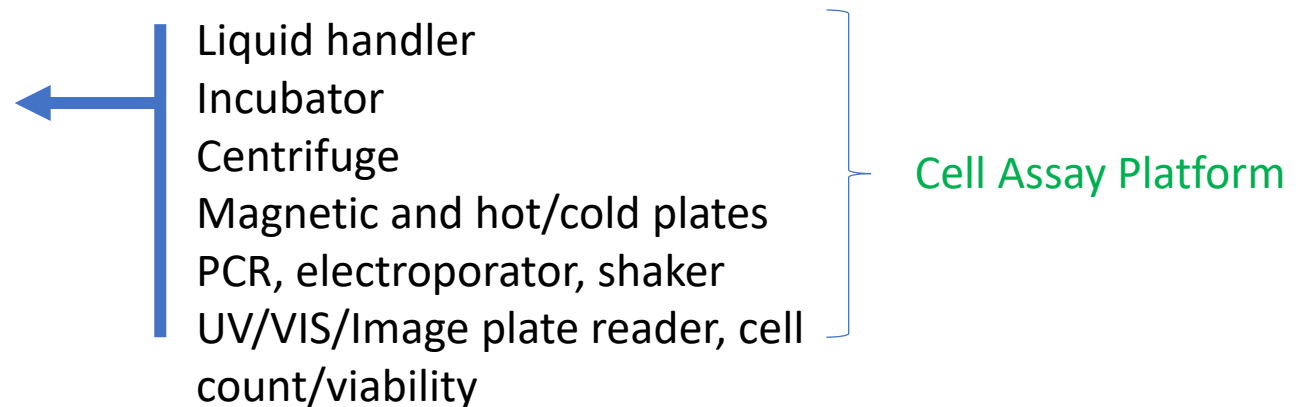 Liquid handler
Incubator
Centrifuge
Magnetic and hot/cold plates
PCR, electroporator, shaker
UV/VIS/Image plate reader, cell
count/viability
Cell Assay Platform